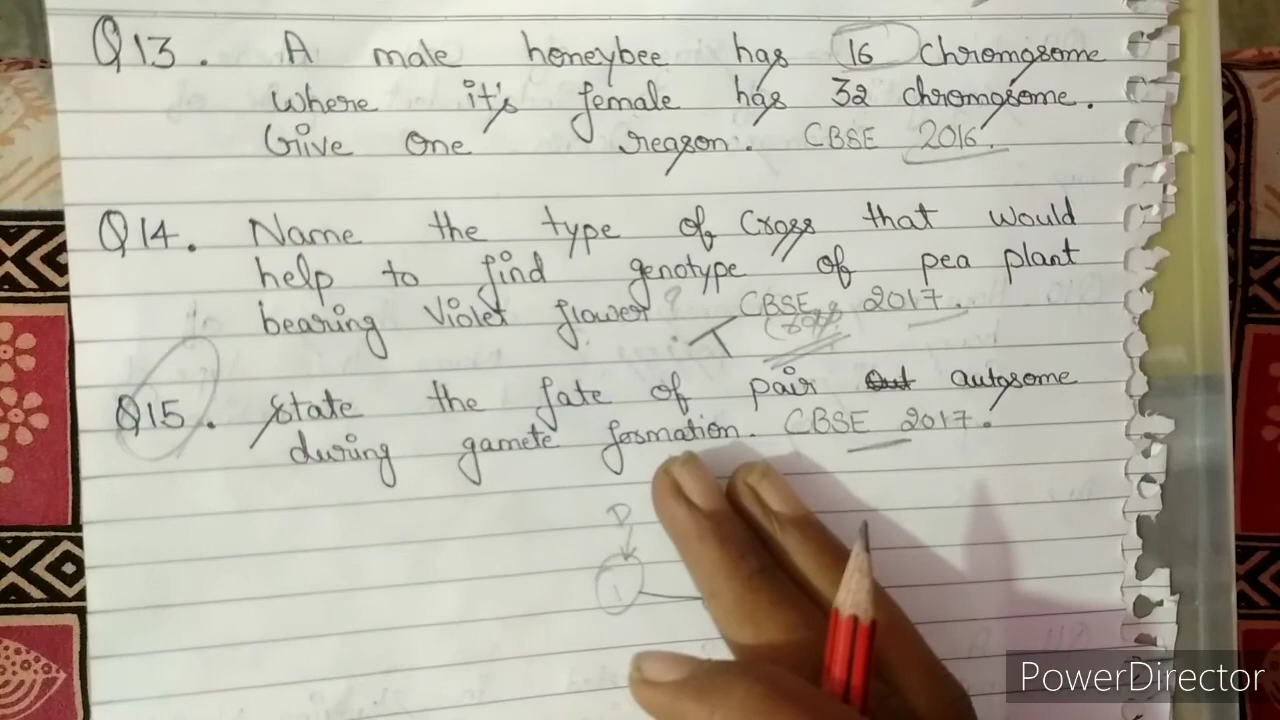 Q13. A male honeybee has 16 chromosome
where it's female has 32 chromosome.
Give one reason. CBSE 2016.
Q14. Name the type of cross that would
help to find genotype of pea plant
bearing violet flower? CBSE 2017.
Q15. State the fate of pair autosome
during gamete formation. CBSE 2017.
D
1
PowerDirector